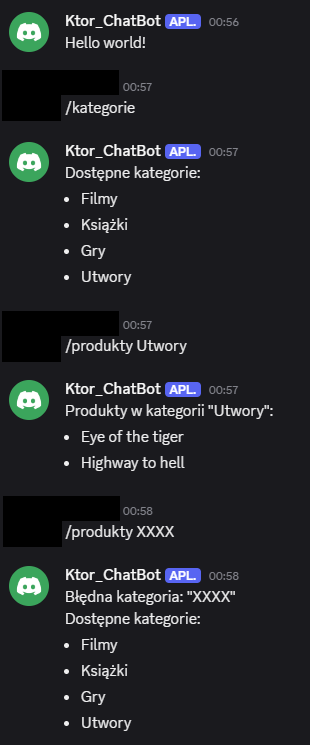 Ktor_ChatBot APL. 00:56
Hello world!
00:57
/kategorie
Ktor_ChatBot APL. 00:57
Dostępne kategorie:
• Filmy
• Książki
• Gry
• Utwory
00:57
/produkty Utwory
Ktor_ChatBot APL. 00:57
Produkty w kategorii "Utwory":
• Eye of the tiger
• Highway to hell
00:58
/produkty XXXX
Ktor_ChatBot APL. 00:58
Błędna kategoria: "XXXX"
Dostępne kategorie:
• Filmy
• Książki
• Gry
• Utwory